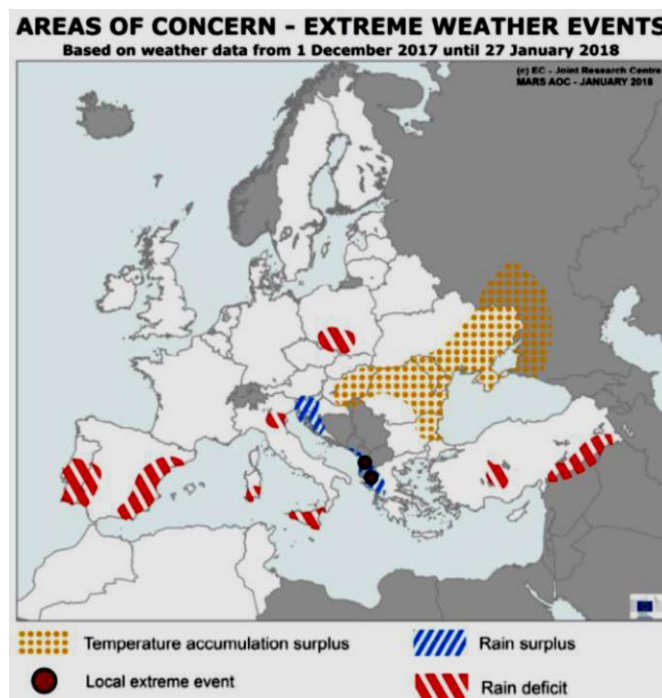 AREAS OF CONCERN - EXTREME WEATHER EVENTS
Based on weather data from 1 December 2017 until 27 January 2018
(c) EC - Joint Research Centre
MARS AOC - JANUARY 2018
Temperature accumulation surplus
Rain surplus
Local extreme event
Rain deficit